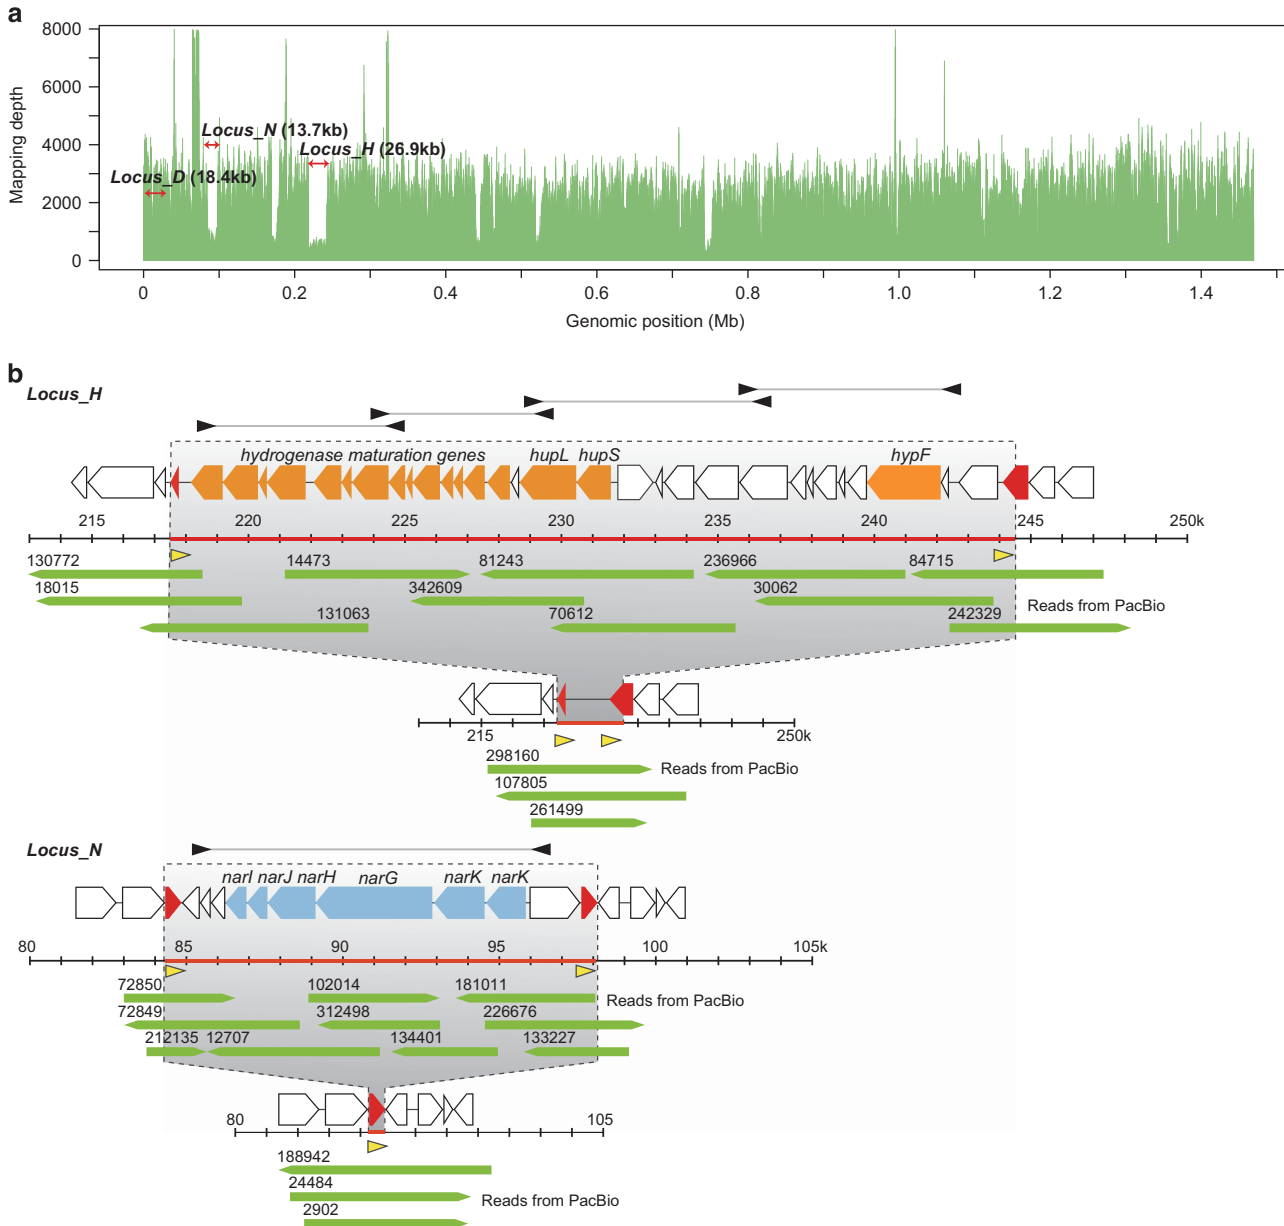 a
8000
6000
4000
2000
0
Mapping depth
Locus_N (13.7kb)
Locus_H (26.9kb)
Locus_D (18.4kb)
0 0.2 0.4 0.6 0.8 1.0 1.2 1.4
Genomic position (Mb)
b
Locus_H
hydrogenase maturation genes hupL hupS hypF
215 220 225 230 235 240 245 250k
130772 14473 81243 236966 84715
18015 342609 30062
131063 70612 242329
Reads from PacBio
215 250k
298160
Reads from PacBio
107805
261499
Locus_N
narI narJ narH narG narK narK
80 85 90 95 100 105k
72850 102014 181011
Reads from PacBio
72849 312498 226676
212135 12707 134401 133227
80 105
188942
24484
Reads from PacBio
2902